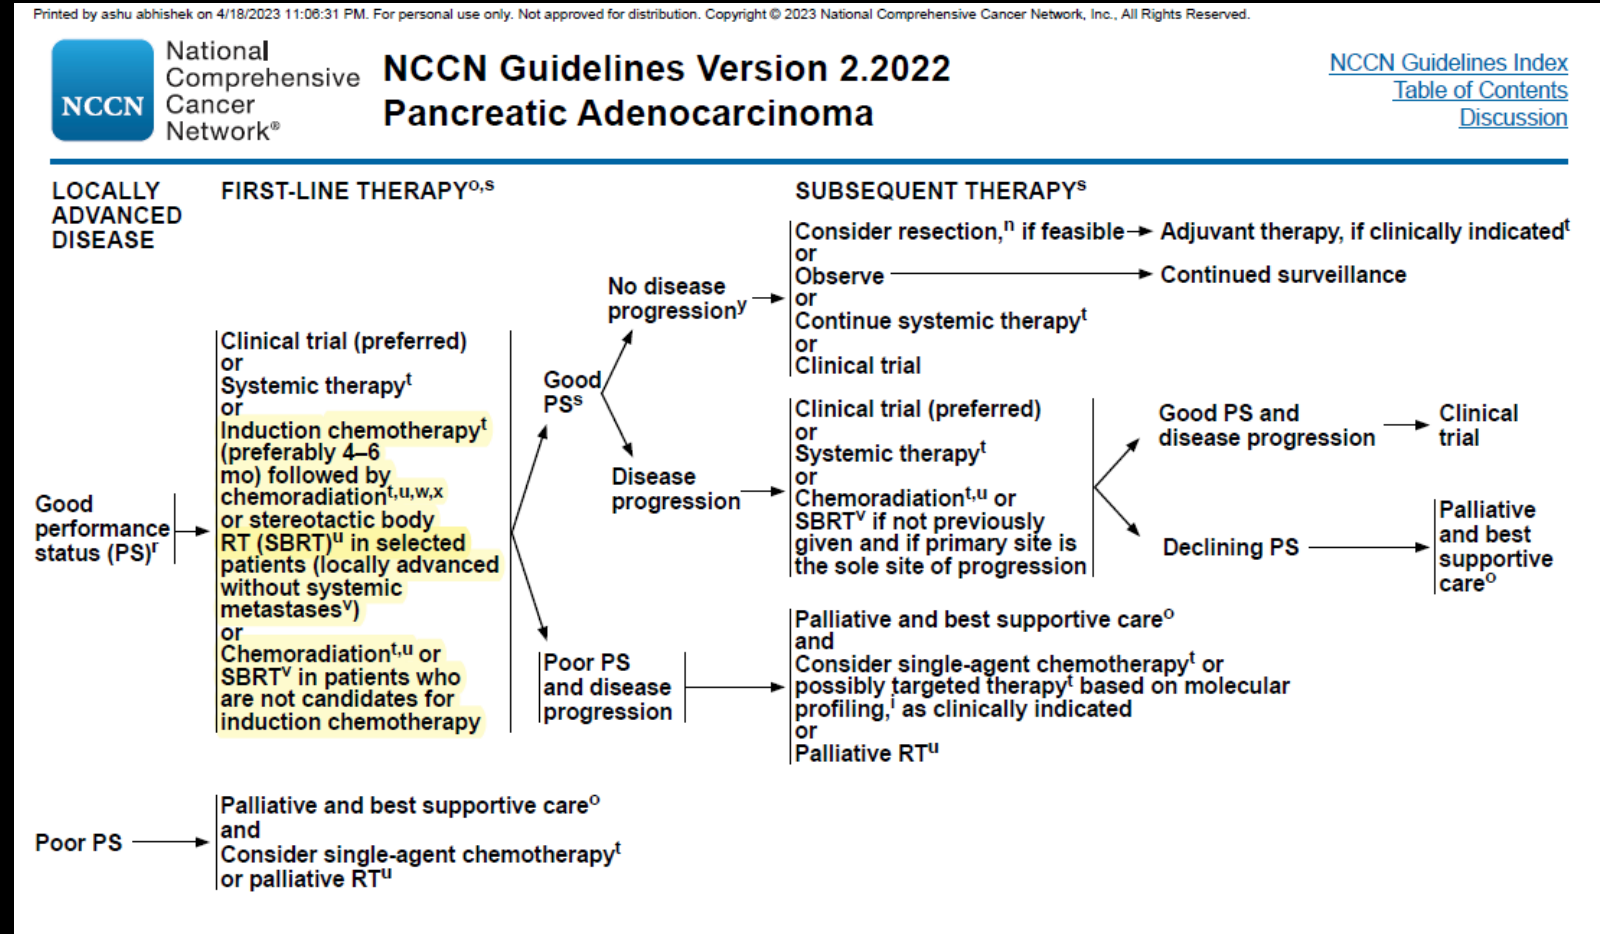 Printed by ashu abhishek on 4/18/2023 11:06:31 PM. For personal use only. Not approved for distribution. Copyright © 2023 National Comprehensive Cancer Network, Inc., All Rights Reserved.
NCCN
National
Comprehensive
Cancer
Network®
NCCN Guidelines Version 2.2022
Pancreatic Adenocarcinoma
NCCN Guidelines Index
Table of Contents
Discussion
LOCALLY
ADVANCED
DISEASE
FIRST-LINE THERAPYo,s
SUBSEQUENT THERAPYs
Good
performance
status (PS)r
Clinical trial (preferred)
or
Systemic therapyt
or
Induction chemotherapyt
(preferably 4–6
mo) followed by
chemoradiationt,u,w,x
or stereotactic body
RT (SBRT)u in selected
patients (locally advanced
without systemic
metastasesv)
or
Chemoradiationt,u or
SBRTv in patients who
are not candidates for
induction chemotherapy
Good
PSs
No disease
progressiony
Consider resection,n if feasible
Adjuvant therapy, if clinically indicatedt
or
Observe
Continued surveillance
or
Continue systemic therapyt
or
Clinical trial
Disease
progression
Clinical trial (preferred)
or
Systemic therapyt
or
Chemoradiationt,u or
SBRTv if not previously
given and if primary site is
the sole site of progression
Good PS and
disease progression
Clinical
trial
Declining PS
Palliative
and best
supportive
careo
Poor PS
and disease
progression
Palliative and best supportive careo
and
Consider single-agent chemotherapyt or
possibly targeted therapyt based on molecular
profiling,i as clinically indicated
or
Palliative RTu
Poor PS
Palliative and best supportive careo
and
Consider single-agent chemotherapyt
or palliative RTu